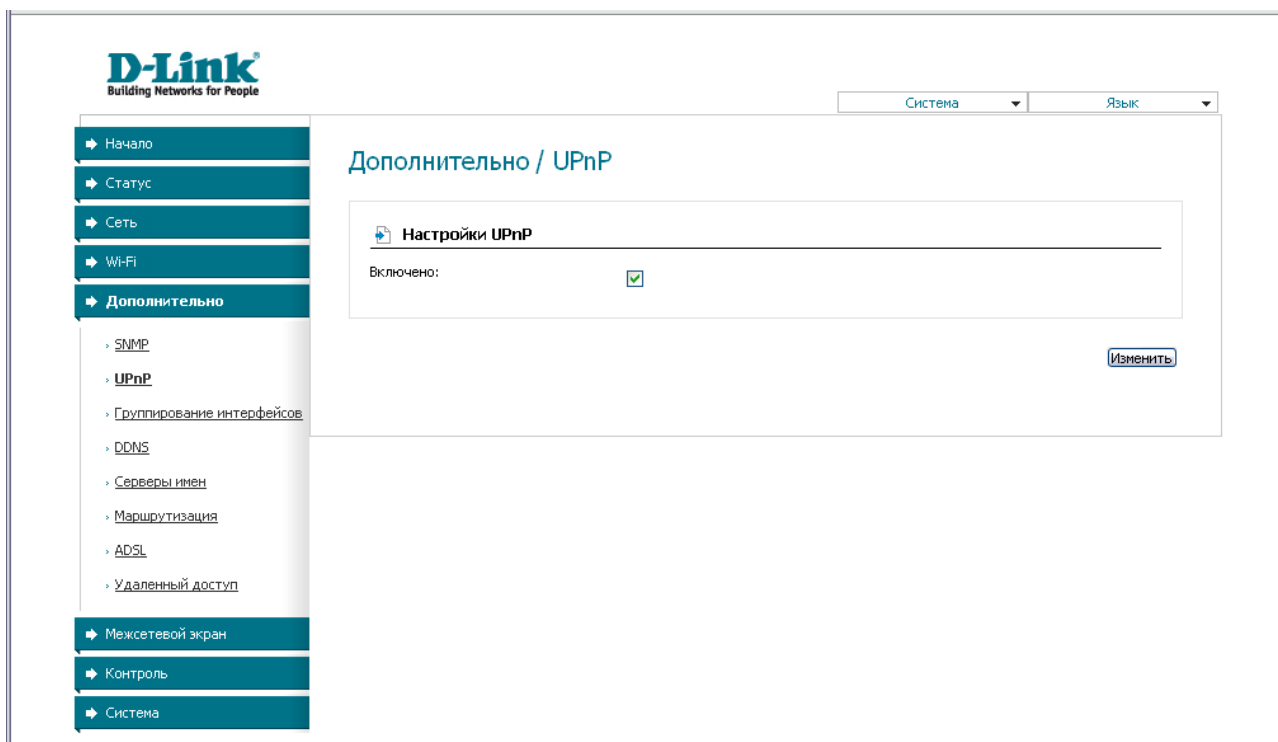 D-Link
Building Networks for People
Система
Язык
Начало
Статус
Сеть
Wi-Fi
Дополнительно
SNMP
UPnP
Группирование интерфейсов
DDNS
Серверы имен
Маршрутизация
ADSL
Удаленный доступ
Межсетевой экран
Контроль
Система
Дополнительно / UPnP
Настройки UPnP
Включено:
Изменить